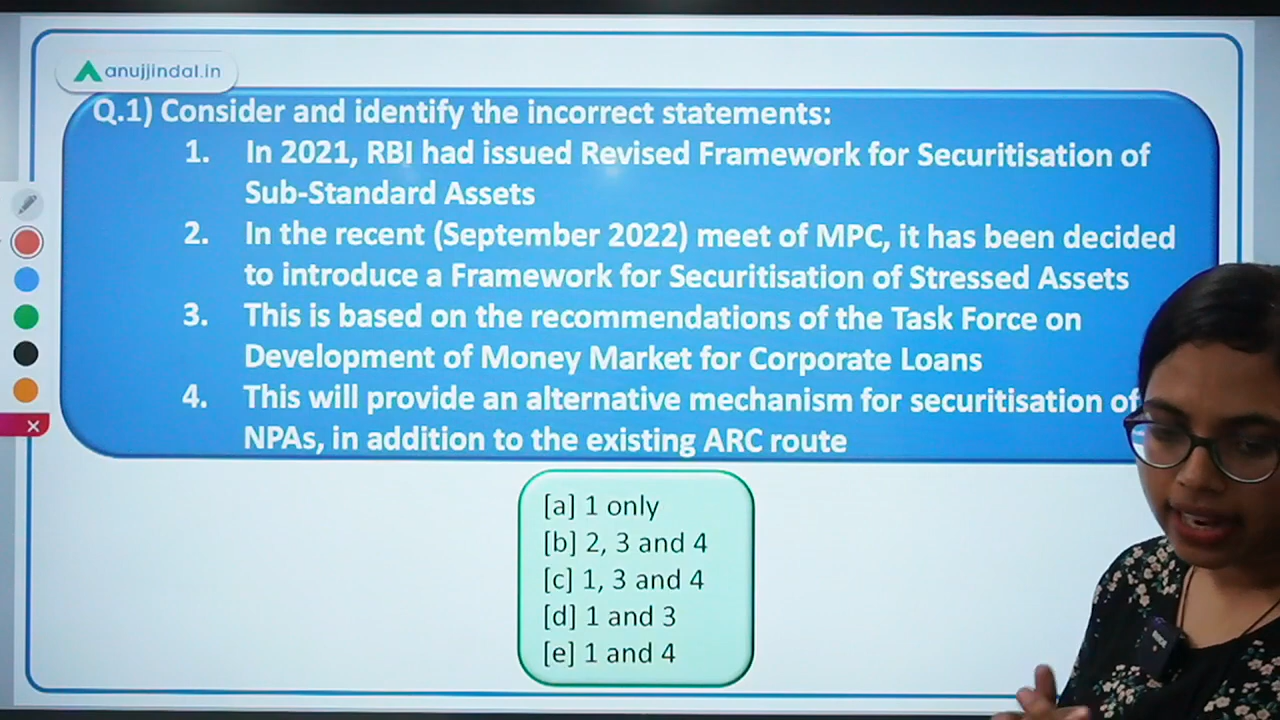 anujjindal.in
Q.1) Consider and identify the incorrect statements:
1. In 2021, RBI had issued Revised Framework for Securitisation of
Sub-Standard Assets
2. In the recent (September 2022) meet of MPC, it has been decided
to introduce a Framework for Securitisation of Stressed Assets
3. This is based on the recommendations of the Task Force on
Development of Money Market for Corporate Loans
4. This will provide an alternative mechanism for securitisation of
NPAs, in addition to the existing ARC route
[a] 1 only
[b] 2, 3 and 4
[c] 1, 3 and 4
[d] 1 and 3
[e] 1 and 4